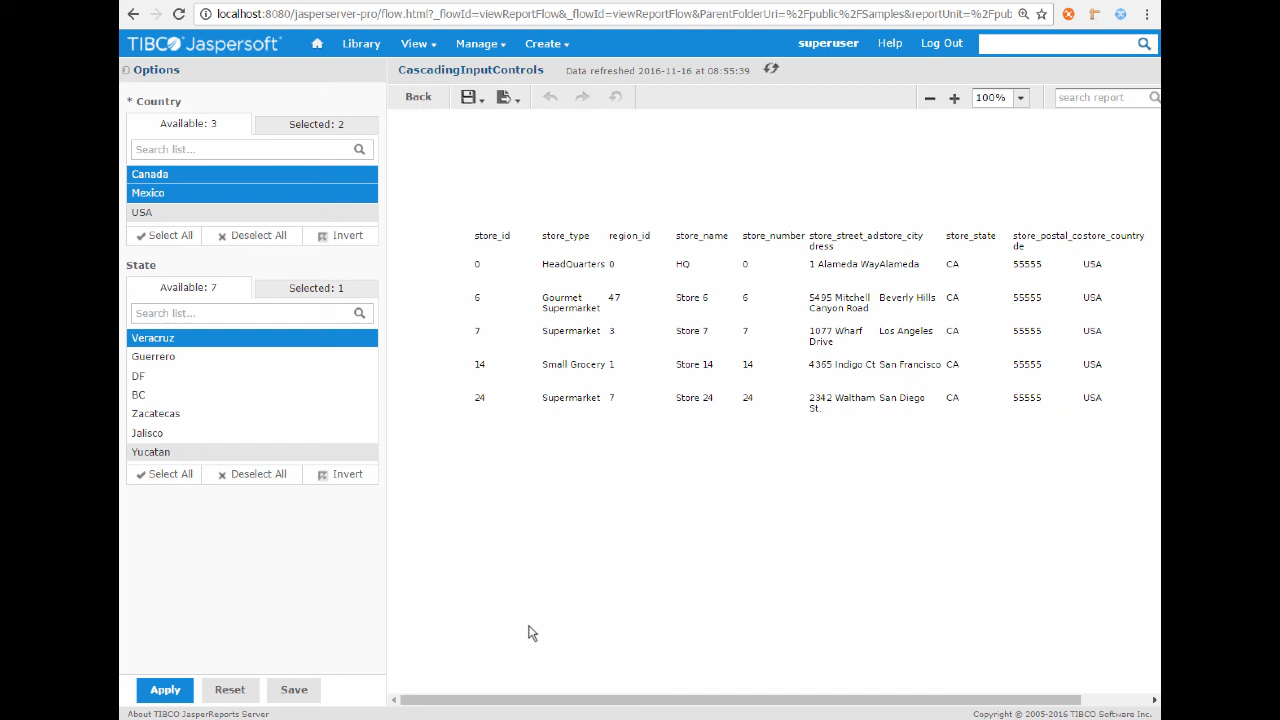 localhost:8080/jasperserver-pro/flow.html?_flowId=viewReportFlow&_flowId=viewReportFlow&ParentFolderUri=%2Fpublic%2FSamples&reportUnit=%2Fpub
TIBCO Jaspersoft Library View Manage Create superuser Help Log Out
Options
CascadingInputControls Data refreshed 2016-11-16 at 08:55:39
Back 100% search report
* Country
Available: 3 Selected: 2
Search list...
Canada
Mexico
USA
Select All Deselect All Invert
State
Available: 7 Selected: 1
Search list...
Veracruz
Guerrero
DF
BC
Zacatecas
Jalisco
Yucatan
Select All Deselect All Invert
store_id store_type region_id store_name store_number store_street_ad store_city store_state store_postal_co store_country
dress de
0 HeadQuarters 0 HQ 0 1 Alameda Way Alameda CA 55555 USA
6 Gourmet 47 Store 6 6 5495 Mitchell Beverly Hills CA 55555 USA
Supermarket Canyon Road
7 Supermarket 3 Store 7 7 1077 Wharf Los Angeles CA 55555 USA
Drive
14 Small Grocery 1 Store 14 14 4365 Indigo Ct San Francisco CA 55555 USA
24 Supermarket 7 Store 24 24 2342 Waltham San Diego CA 55555 USA
St.
Apply Reset Save
About TIBCO JasperReports Server Copyright © 2005-2016 TIBCO Software Inc.